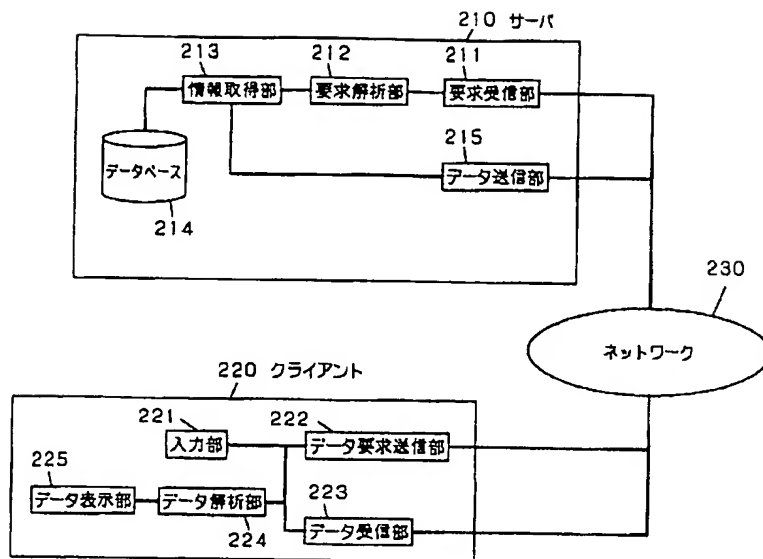 210 サーバ
213
212
211
情報取得部
要求解析部
要求受信部
215
データベース
データ送信部
214
230
ネットワーク
220 クライアント
221
222
入力部
データ要求送信部
225
223
データ表示部
データ解析部
224
データ受信部